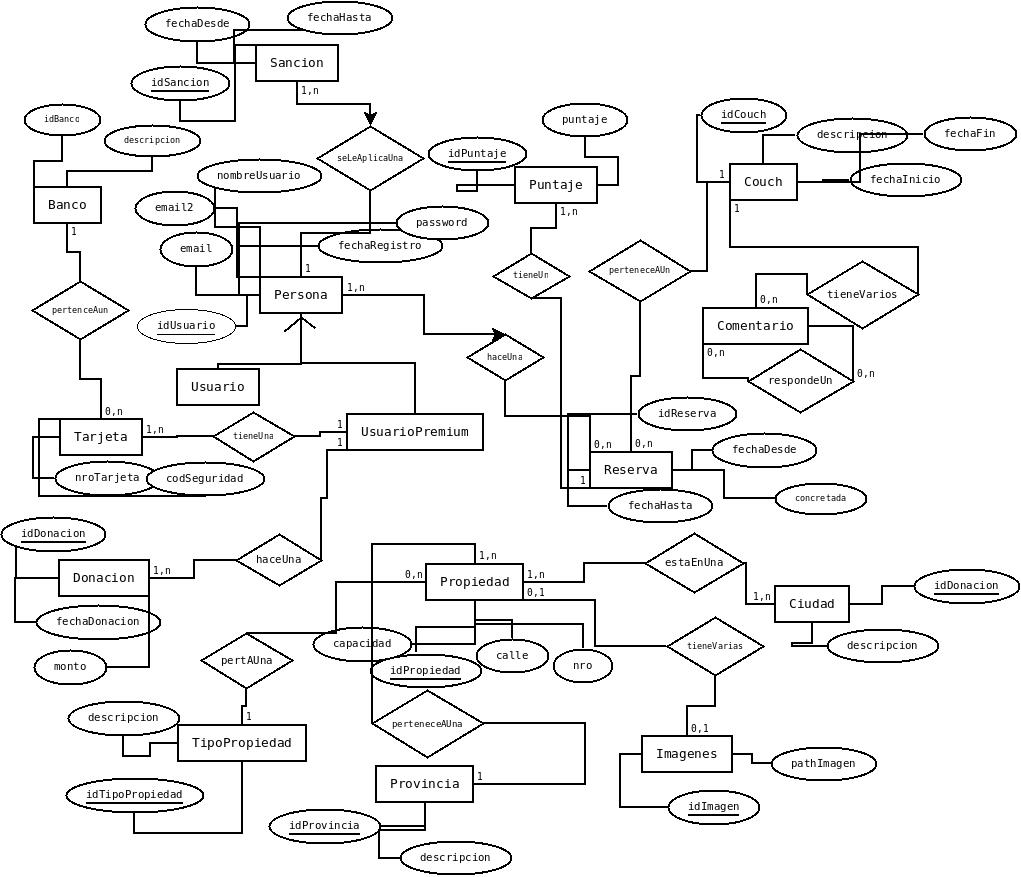 fechaDesde
fechaHasta
Sancion
idSancion
1,n
idBanco
descripcion
seLeAplicaUna
idPuntaje
puntaje
idCouch
descripcion
fechaFin
nombreUsuario
Puntaje
Couch
fechaInicio
1
Banco
email2
1,n
1
password
1
email
fechaRegistro
1
tieneUn
perteneceAUn
Persona
1,n
tieneVarios
0,n
pertenceAun
idUsuario
Comentario
haceUna
0,n
Usuario
respondeUn
0,n
0,n
idReserva
Tarjeta
1,n
tieneUna
1
UsuarioPremium
1
0,n
0,n
fechaDesde
Reserva
nroTarjeta
codSeguridad
1
concretada
fechaHasta
idDonacion
haceUna
1,n
estaEnUna
Donacion
1,n
0,n
Propiedad
1,n
0,1
1,n
Ciudad
idDonacion
fechaDonacion
capacidad
calle
nro
tieneVarias
descripcion
monto
pertAUna
idPropiedad
descripcion
1
perteneceAUna
0,1
TipoPropiedad
Imagenes
pathImagen
Provincia
1
idTipoPropiedad
idImagen
idProvincia
descripcion